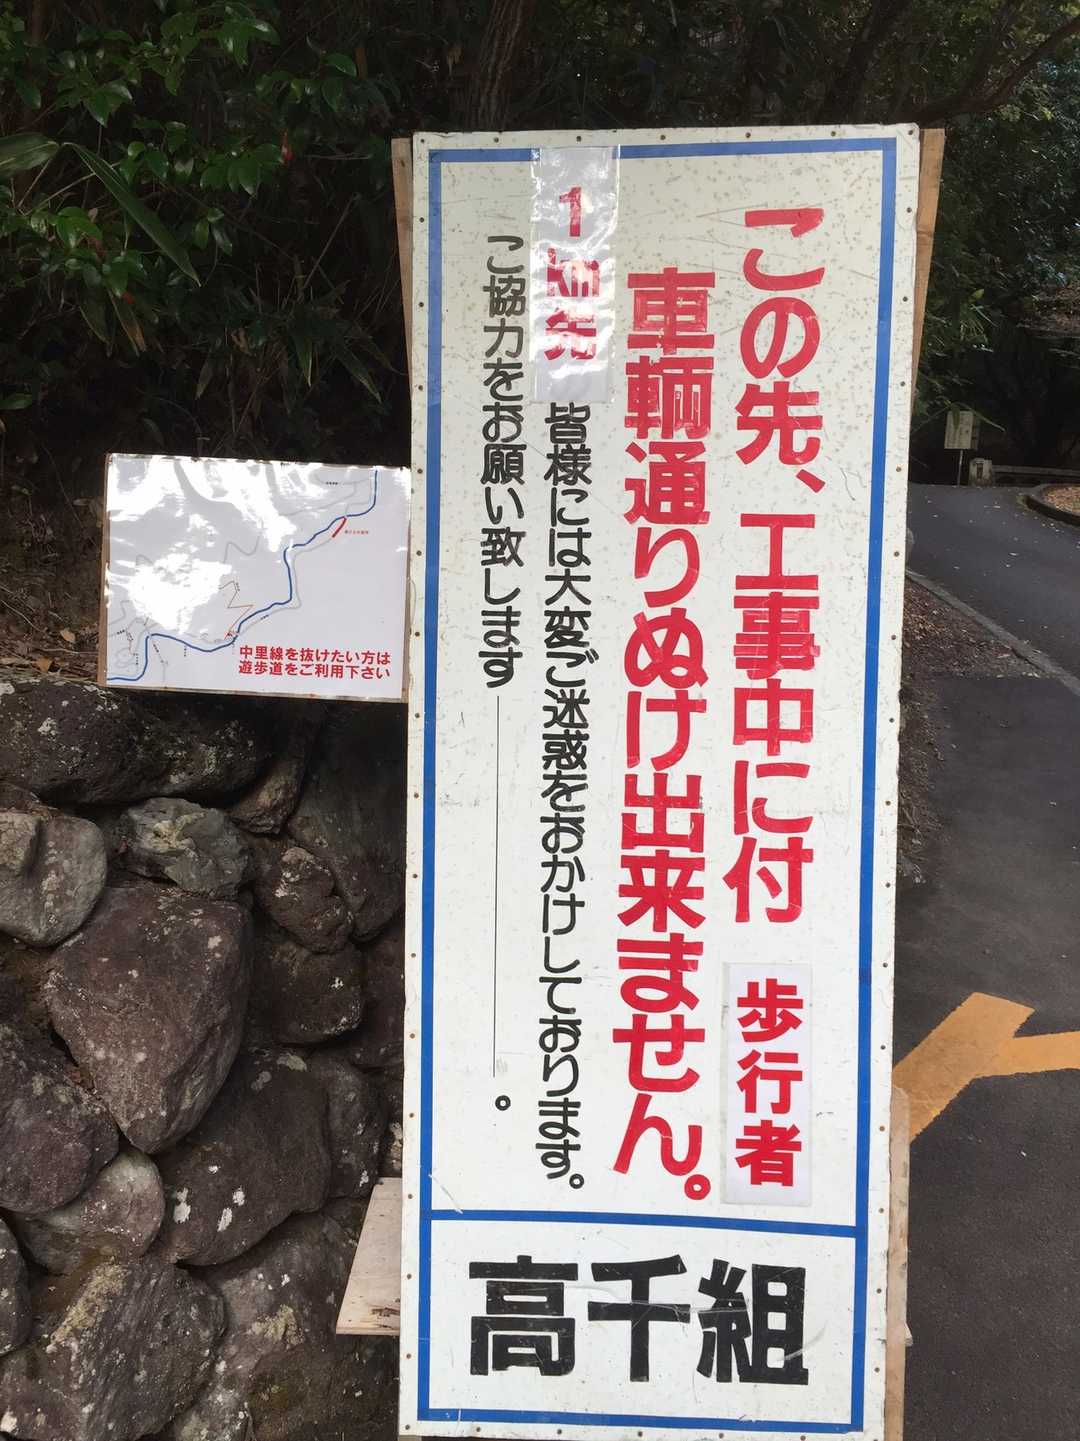 この先、工事中に付
歩行者
車輌通りぬけ出来ません。
1km先
皆様には大変ご迷惑をおかけしております。
ご協力をお願い致します――。
高千組
中里線を抜けたい方は
遊歩道をご利用下さい